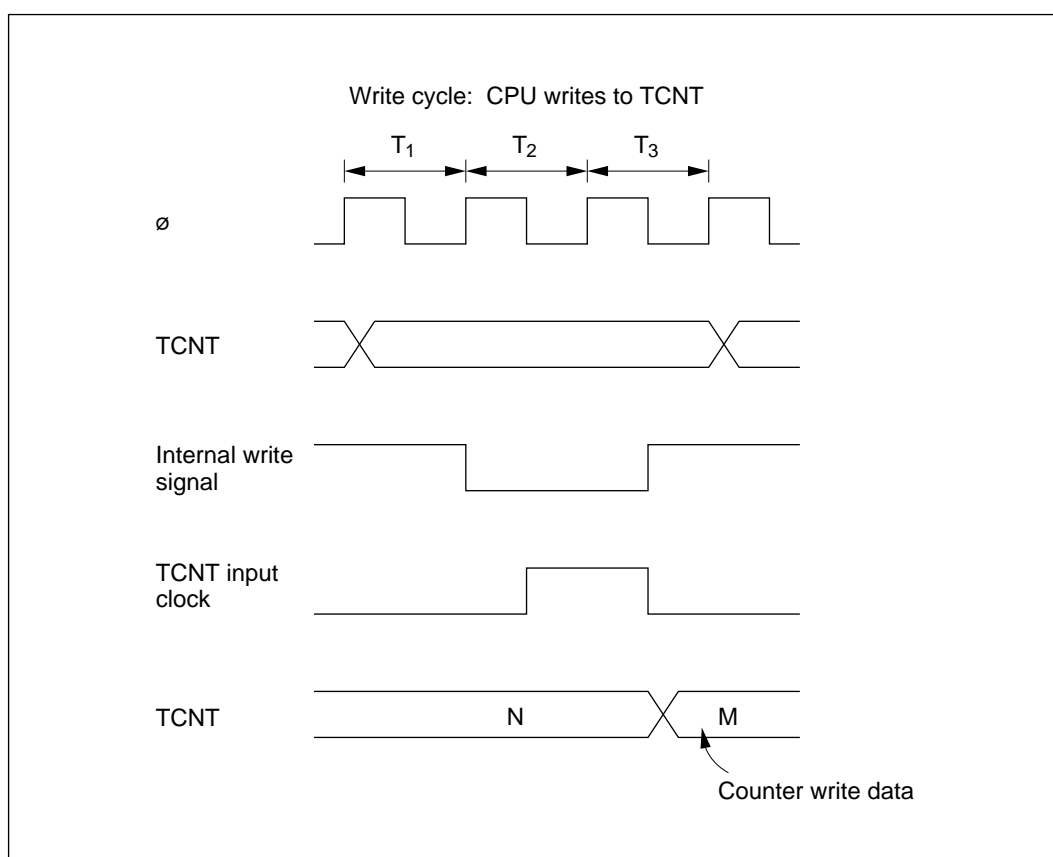 Write cycle: CPU writes to TCNT
T1 T2 T3
ø
TCNT
Internal write
signal
TCNT input
clock
TCNT
N M
Counter write data